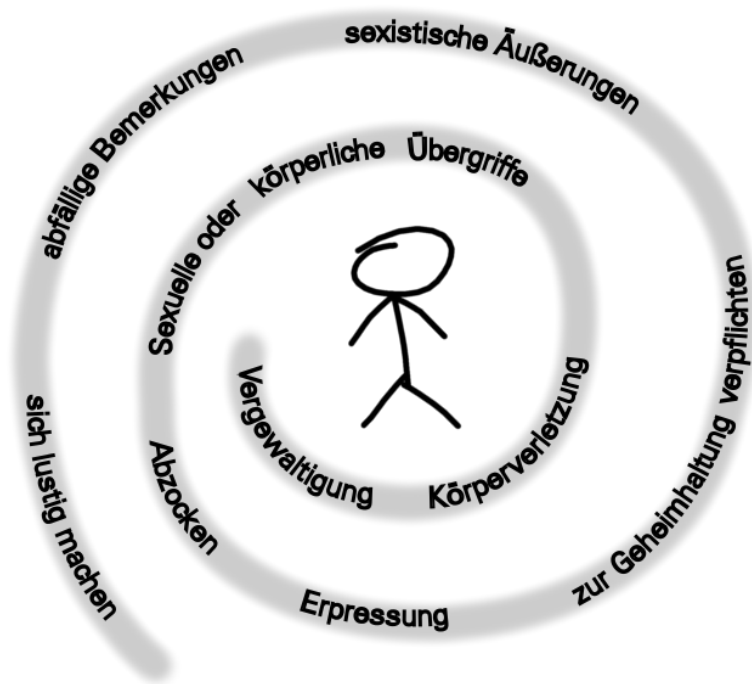 sich lustig machen
abfällige Bemerkungen
sexistische Äußerungen
zur Geheimhaltung verpflichten
Erpressung
Abzocken
Sexuelle oder körperliche Übergriffe
Körperverletzung
Vergewaltigung